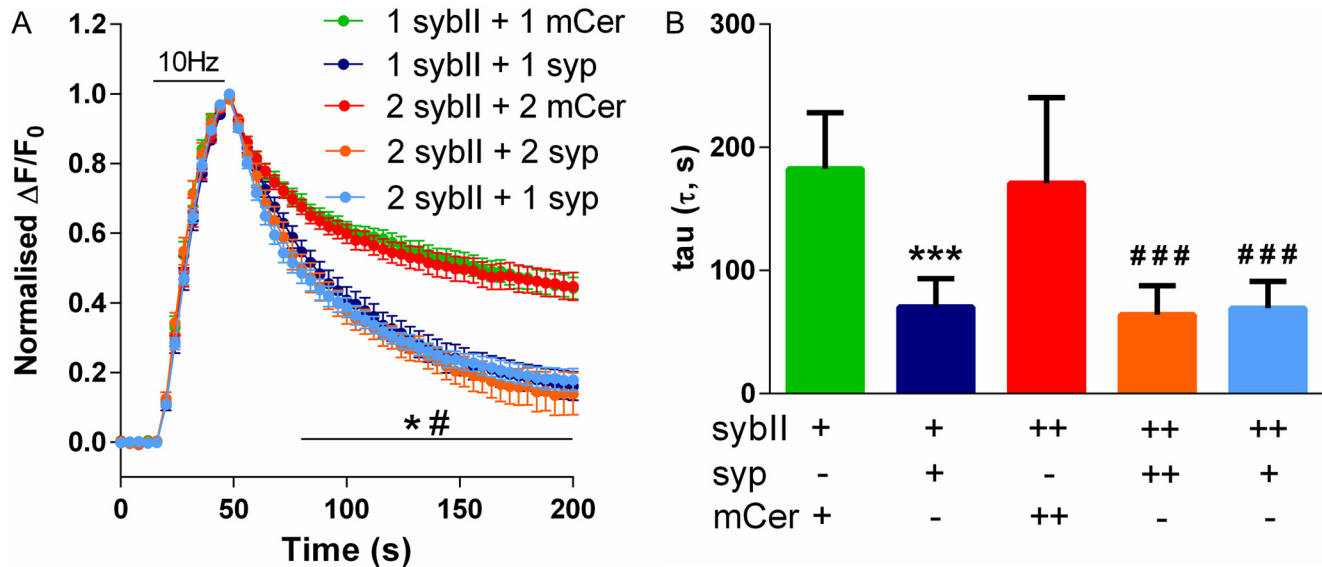 A
1.2
1.0
0.8
0.6
0.4
0.2
0.0
Normalised ΔF/F0
10Hz
1 sybII + 1 mCer
1 sybII + 1 syp
2 sybII + 2 mCer
2 sybII + 2 syp
2 sybII + 1 syp
* #
0 50 100 150 200
Time (s)
B
300
200
100
0
tau (τ, s)
*** ### ###
sybII + + ++ ++ ++
syp - + - ++ +
mCer + - ++ - -